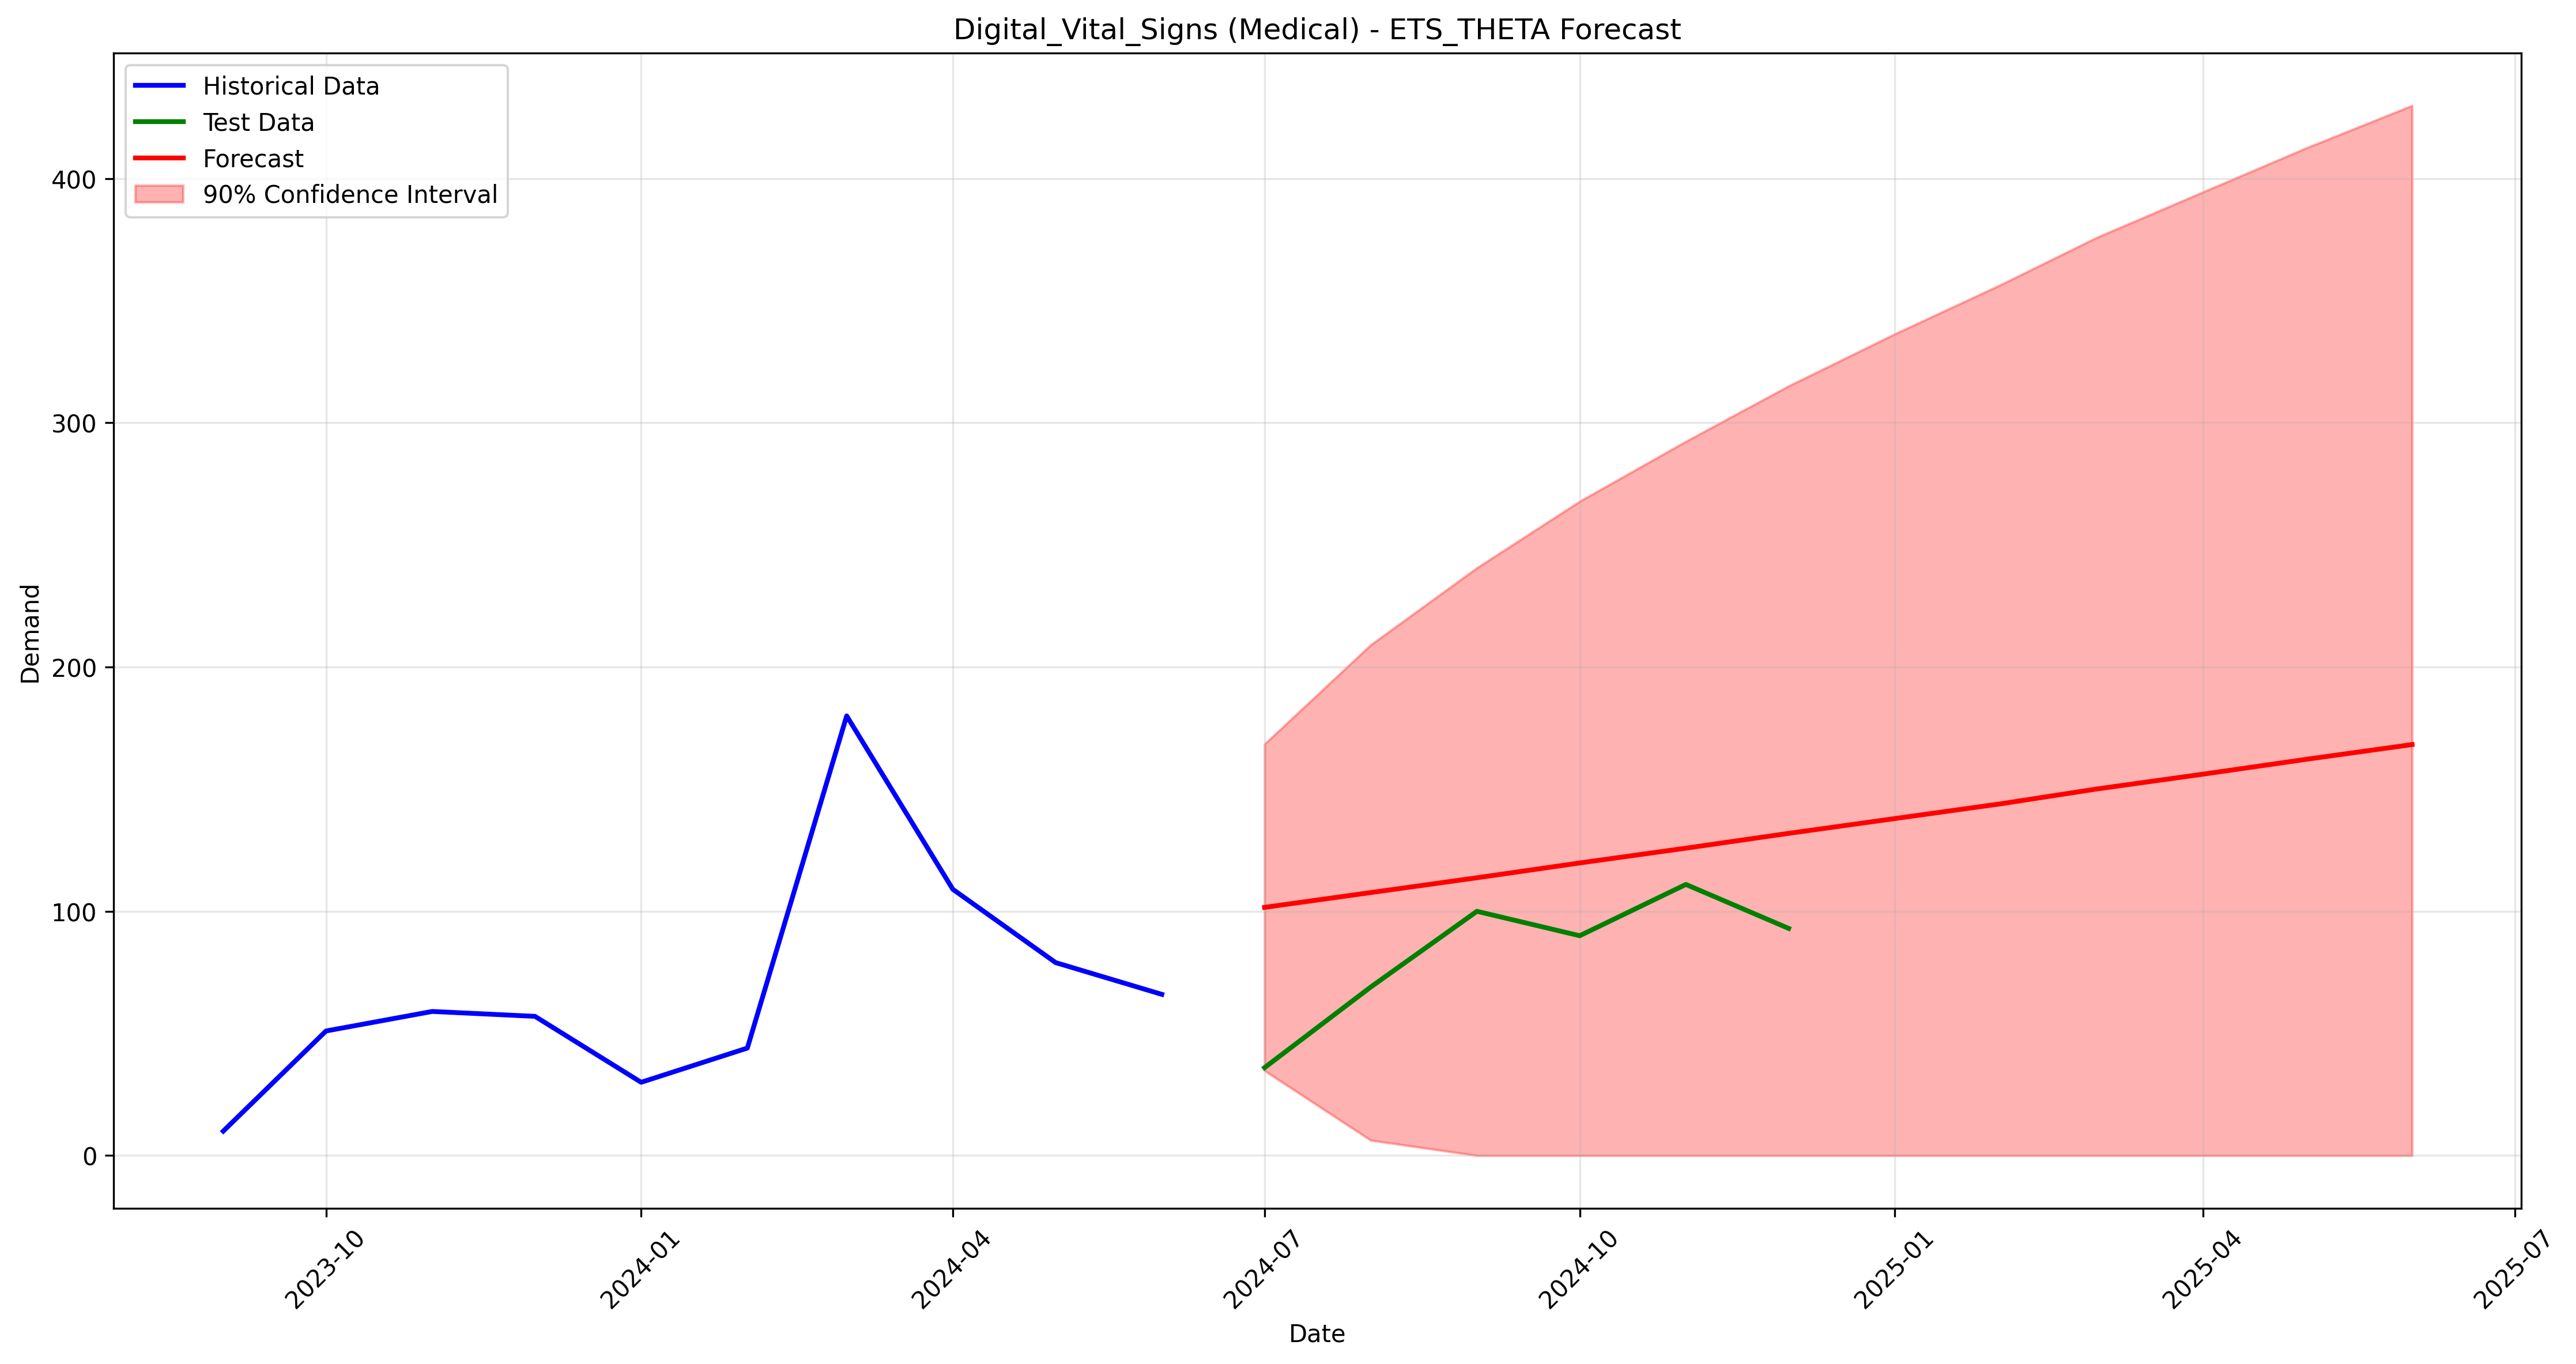 Digital_Vital_Signs (Medical) - ETS_THETA Forecast
Historical Data
Test Data
Forecast
90% Confidence Interval
Demand
400
300
200
100
0
2023-10
2024-01
2024-04
2024-07
2024-10
2025-01
2025-04
2025-07
Date